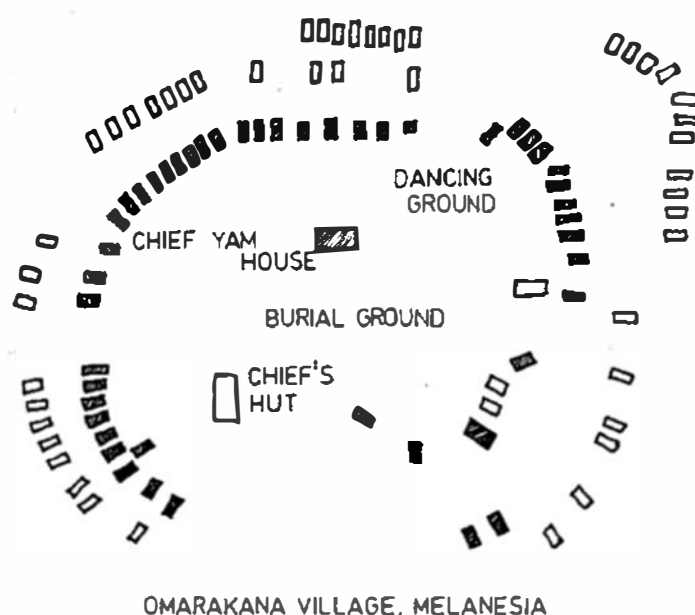 DANCING
GROUND
CHIEF YAM
HOUSE
BURIAL GROUND
CHIEF'S
HUT
OMARAKANA VILLAGE, MELANESIA